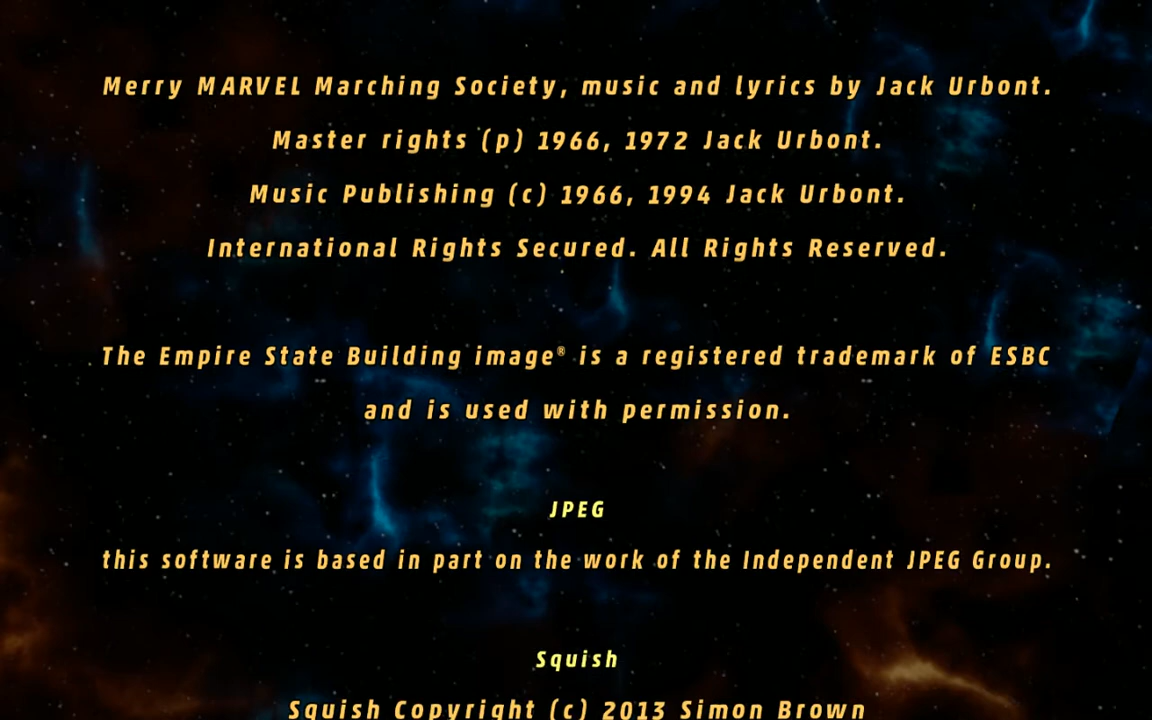 Merry MARVEL Marching Society, music and lyrics by Jack Urbont.
Master rights (p) 1966, 1972 Jack Urbont.
Music Publishing (c) 1966, 1994 Jack Urbont.
International Rights Secured. All Rights Reserved.
The Empire State Building image® is a registered trademark of ESBC
and is used with permission.
JPEG
this software is based in part on the work of the Independent JPEG Group.
Squish
Squish Copyright (c) 2013 Simon Brown